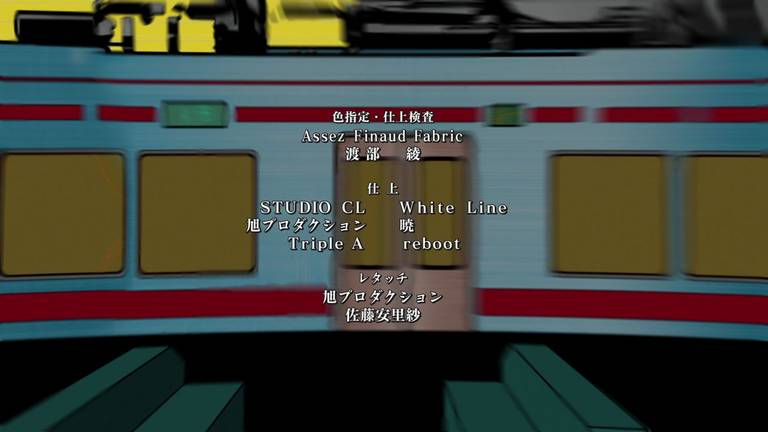 色指定・仕上検査
Assez Finaud Fabric
渡部 綾
仕上
STUDIO CL White Line
旭プロダクション 暁
Triple A reboot
レタッチ
旭プロダクション
佐藤安里紗